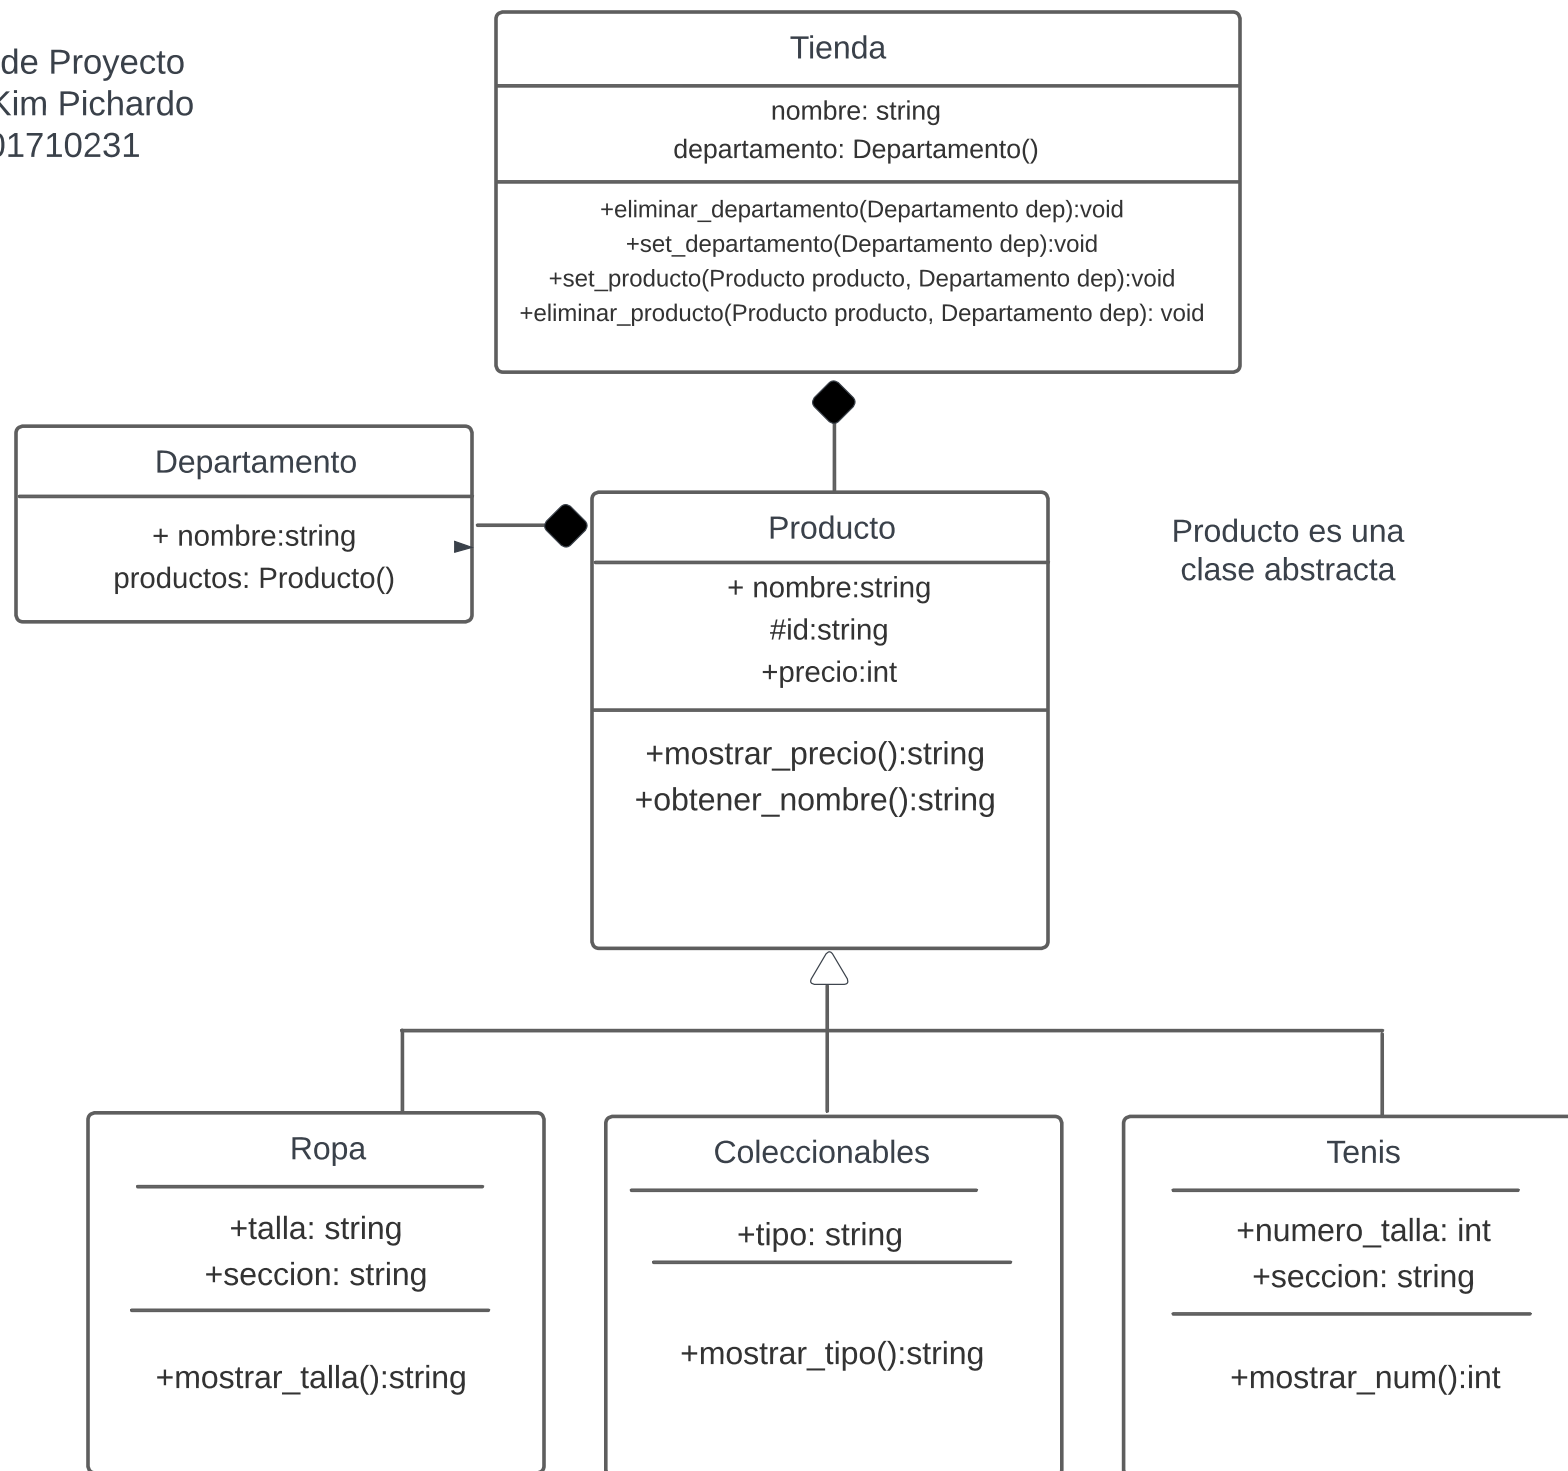 de Proyecto
Kim Pichardo
01710231
Tienda
nombre: string
departamento: Departamento()
+eliminar_departamento(Departamento dep):void
+set_departamento(Departamento dep):void
+set_producto(Producto producto, Departamento dep):void
+eliminar_producto(Producto producto, Departamento dep): void
Departamento
+ nombre:string
productos: Producto()
Producto
+ nombre:string
#id:string
+precio:int
+mostrar_precio():string
+obtener_nombre():string
Producto es una
clase abstracta
Ropa
+talla: string
+seccion: string
+mostrar_talla():string
Coleccionables
+tipo: string
+mostrar_tipo():string
Tenis
+numero_talla: int
+seccion: string
+mostrar_num():int